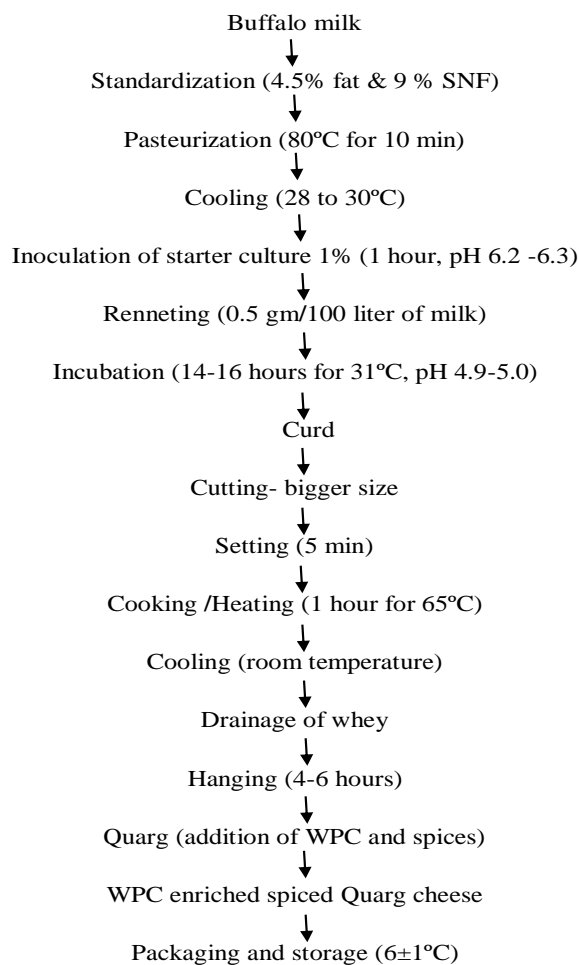 Buffalo milk
Standardization (4.5% fat & 9 % SNF)
Pasteurization (80ºC for 10 min)
Cooling (28 to 30ºC)
Inoculation of starter culture 1% (1 hour, pH 6.2 -6.3)
Renneting (0.5 gm/100 liter of milk)
Incubation (14-16 hours for 31ºC, pH 4.9-5.0)
Curd
Cutting- bigger size
Setting (5 min)
Cooking /Heating (1 hour for 65ºC)
Cooling (room temperature)
Drainage of whey
Hanging (4-6 hours)
Quarg (addition of WPC and spices)
WPC enriched spiced Quarg cheese
Packaging and storage (6±1ºC)